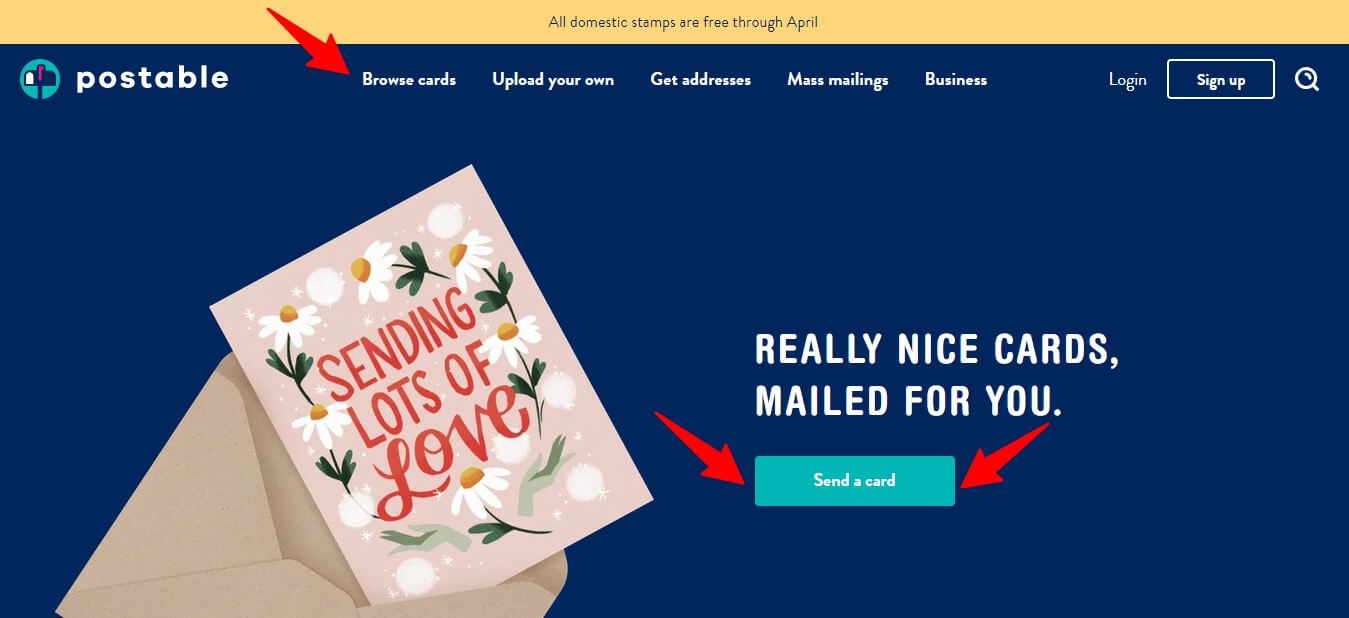 All domestic stamps are free through April
postable Browse cards Upload your own Get addresses Mass mailings Business Login Sign up
SENDING
LOTS OF
Love
REALLY NICE CARDS,
MAILED FOR YOU.
Send a card